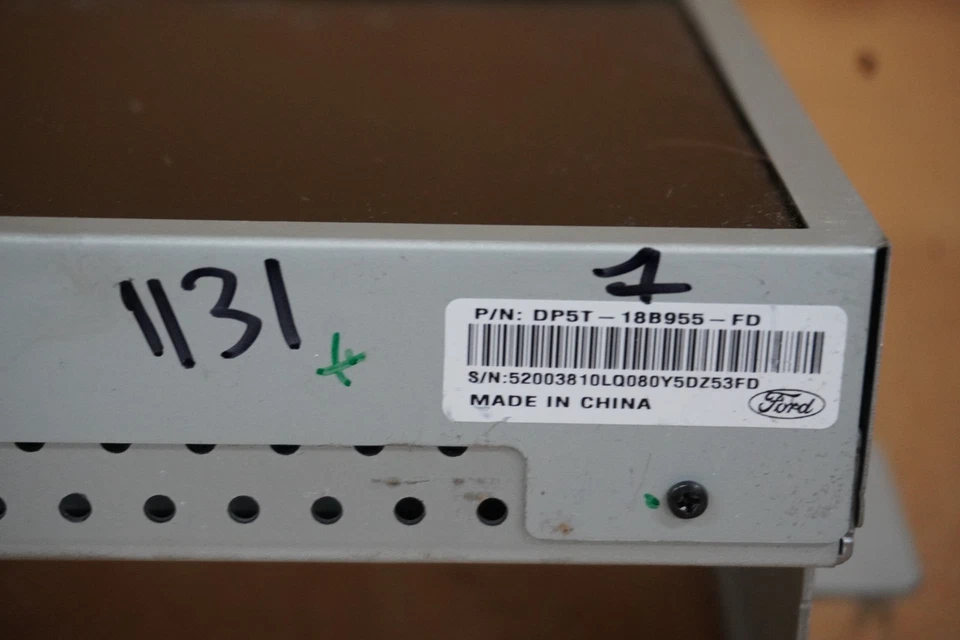 1131
7
P/N: DP5T-18B955-FD
S/N:52003810LQ080Y5DZ53FD
MADE IN CHINA
Ford